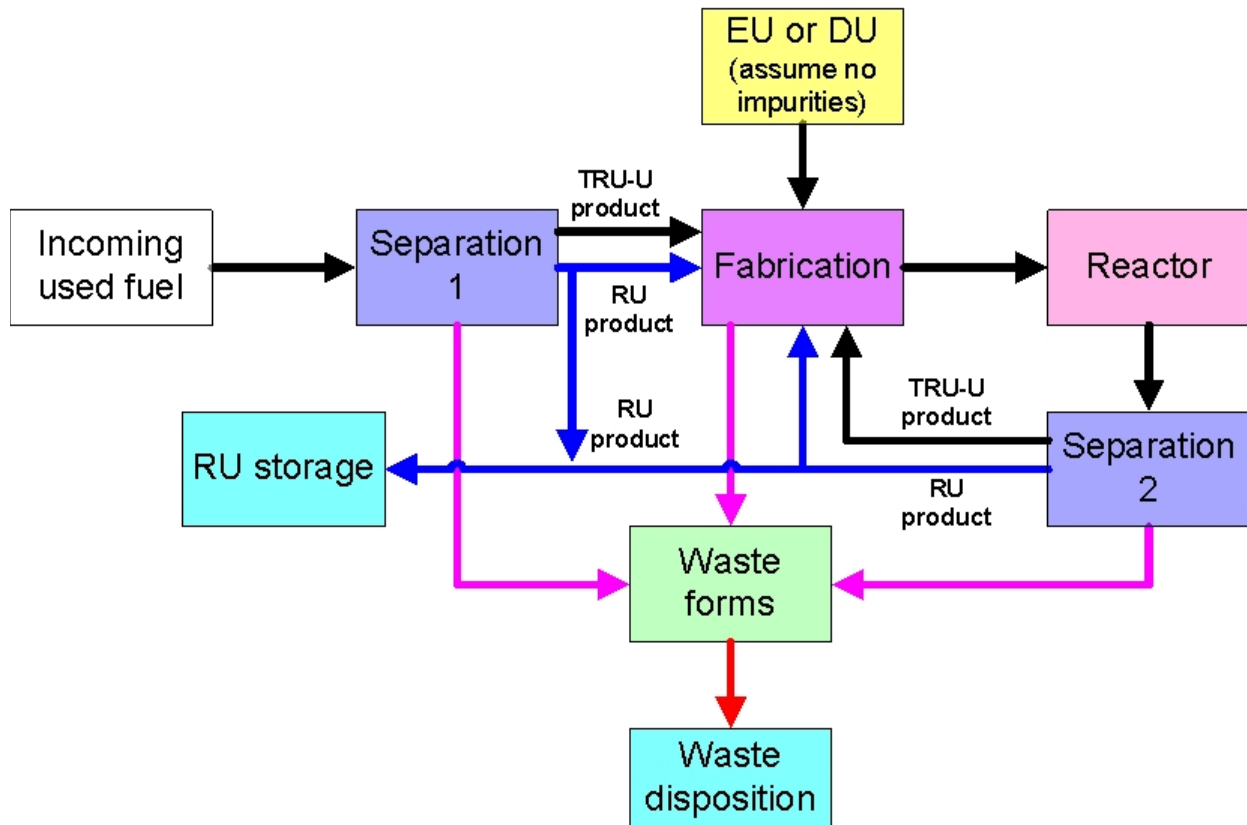 EU or DU
(assume no
impurities)
TRU-U
product
Incoming
used fuel
Separation
1
Fabrication
Reactor
RU
product
TRU-U
product
RU
product
RU storage
Separation
2
RU
product
Waste
forms
Waste
disposition